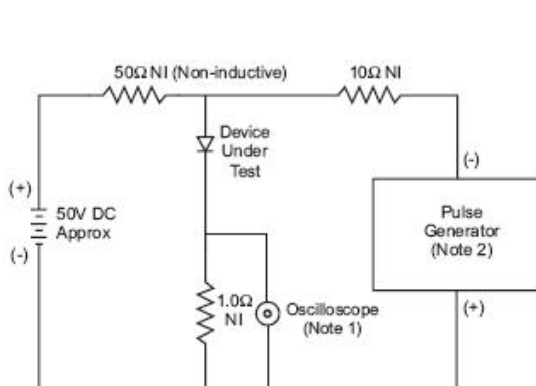 50Ω NI (Non-inductive)
10Ω NI
Device
Under
Test
(-)
(+)
50V DC
Approx
(-)
Pulse
Generator
(Note 2)
1.0Ω
NI
Oscilloscope
(Note 1)
(+)